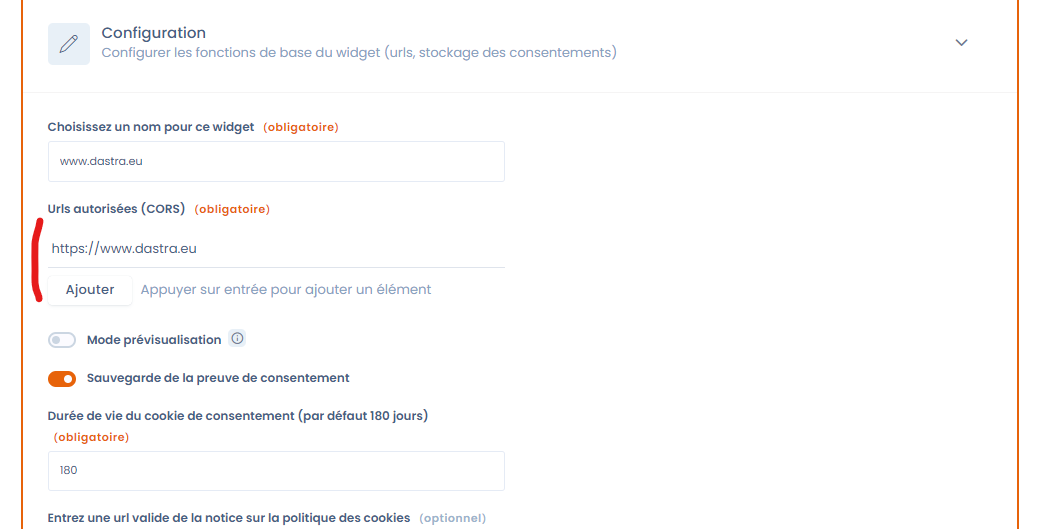 Configuration
Configurer les fonctions de base du widget (urls, stockage des consentements)
Choisissez un nom pour ce widget (obligatoire)
www.dastra.eu
Urls autorisées (CORS) (obligatoire)
https://www.dastra.eu
Ajouter Appuyer sur entrée pour ajouter un élément
Mode prévisualisation
Sauvegarde de la preuve de consentement
Durée de vie du cookie de consentement (par défaut 180 jours)
(obligatoire)
180
Entrez une url valide de la notice sur la politique des cookies (optionnel)